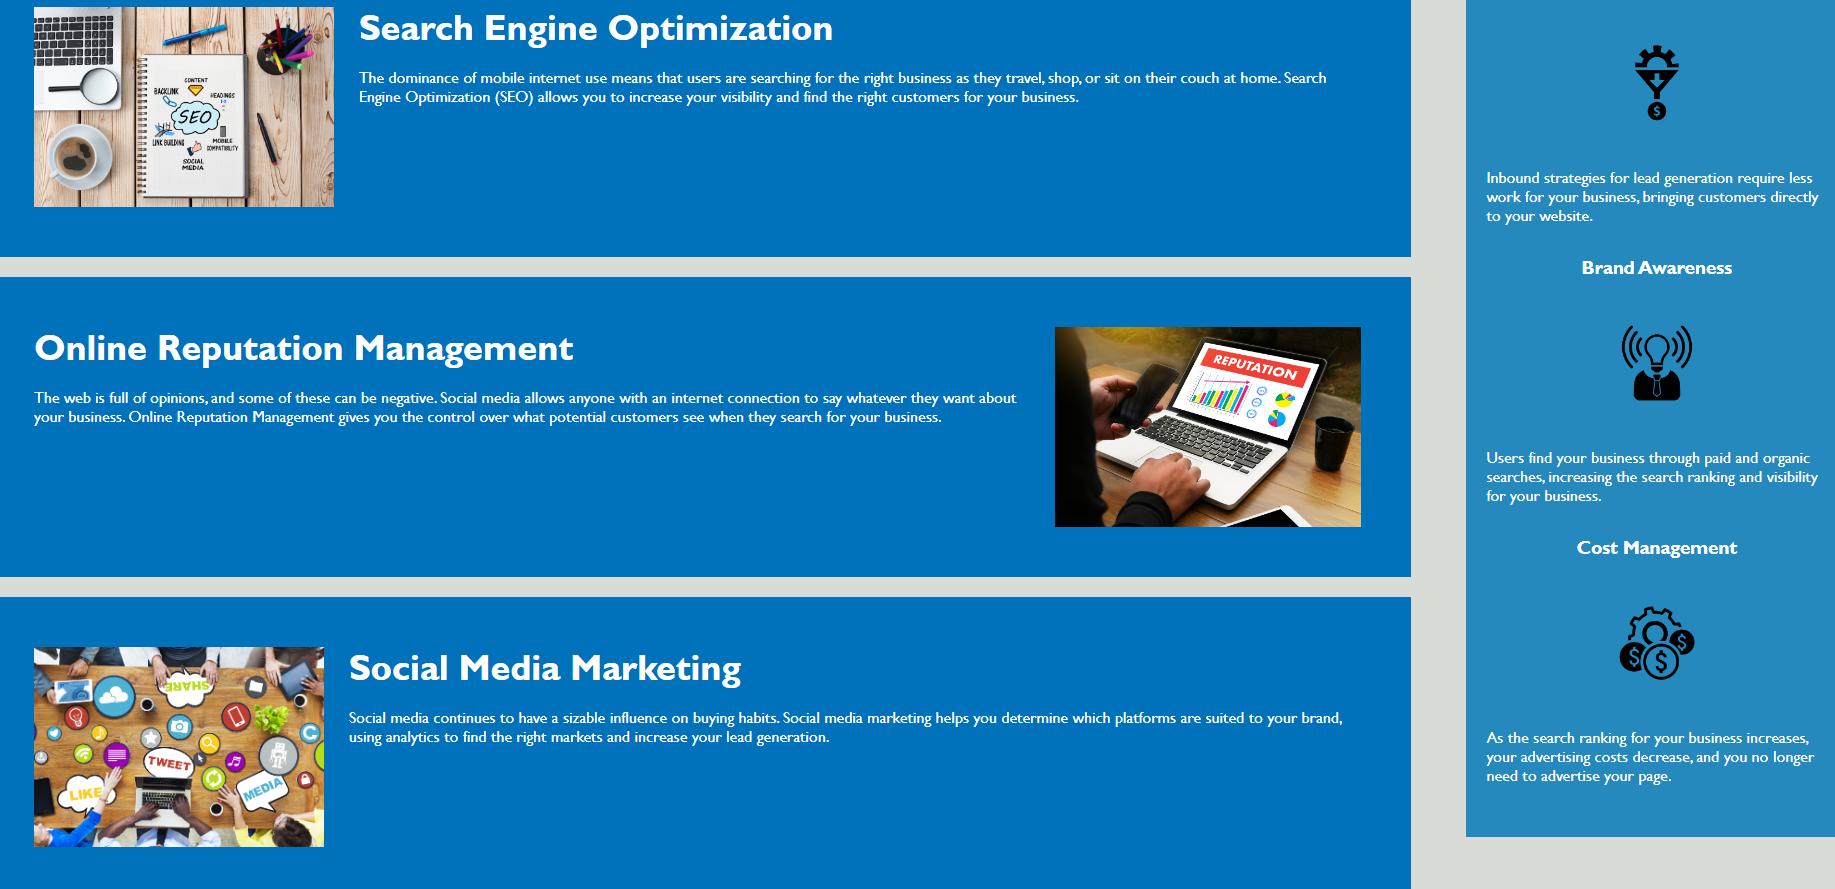 Search Engine Optimization
The dominance of mobile internet use means that users are searching for the right business as they travel, shop, or sit on their couch at home. Search
Engine Optimization (SEO) allows you to increase your visibility and find the right customers for your business.
CONTENT
BACKLINK
HEADINGS
SEO
LINK BUILDING
MOBILE
COMPATIBILITY
SOCIAL
MEDIA
Online Reputation Management
The web is full of opinions, and some of these can be negative. Social media allows anyone with an internet connection to say whatever they want about
your business. Online Reputation Management gives you the control over what potential customers see when they search for your business.
REPUTATION
Social Media Marketing
Social media continues to have a sizable influence on buying habits. Social media marketing helps you determine which platforms are suited to your brand,
using analytics to find the right markets and increase your lead generation.
SHARE
TWEET
LIKE
MEDIA
$
Inbound strategies for lead generation require less
work for your business, bringing customers directly
to your website.
Brand Awareness
Users find your business through paid and organic
searches, increasing the search ranking and visibility
for your business.
Cost Management
$
$
$
As the search ranking for your business increases,
your advertising costs decrease, and you no longer
need to advertise your page.